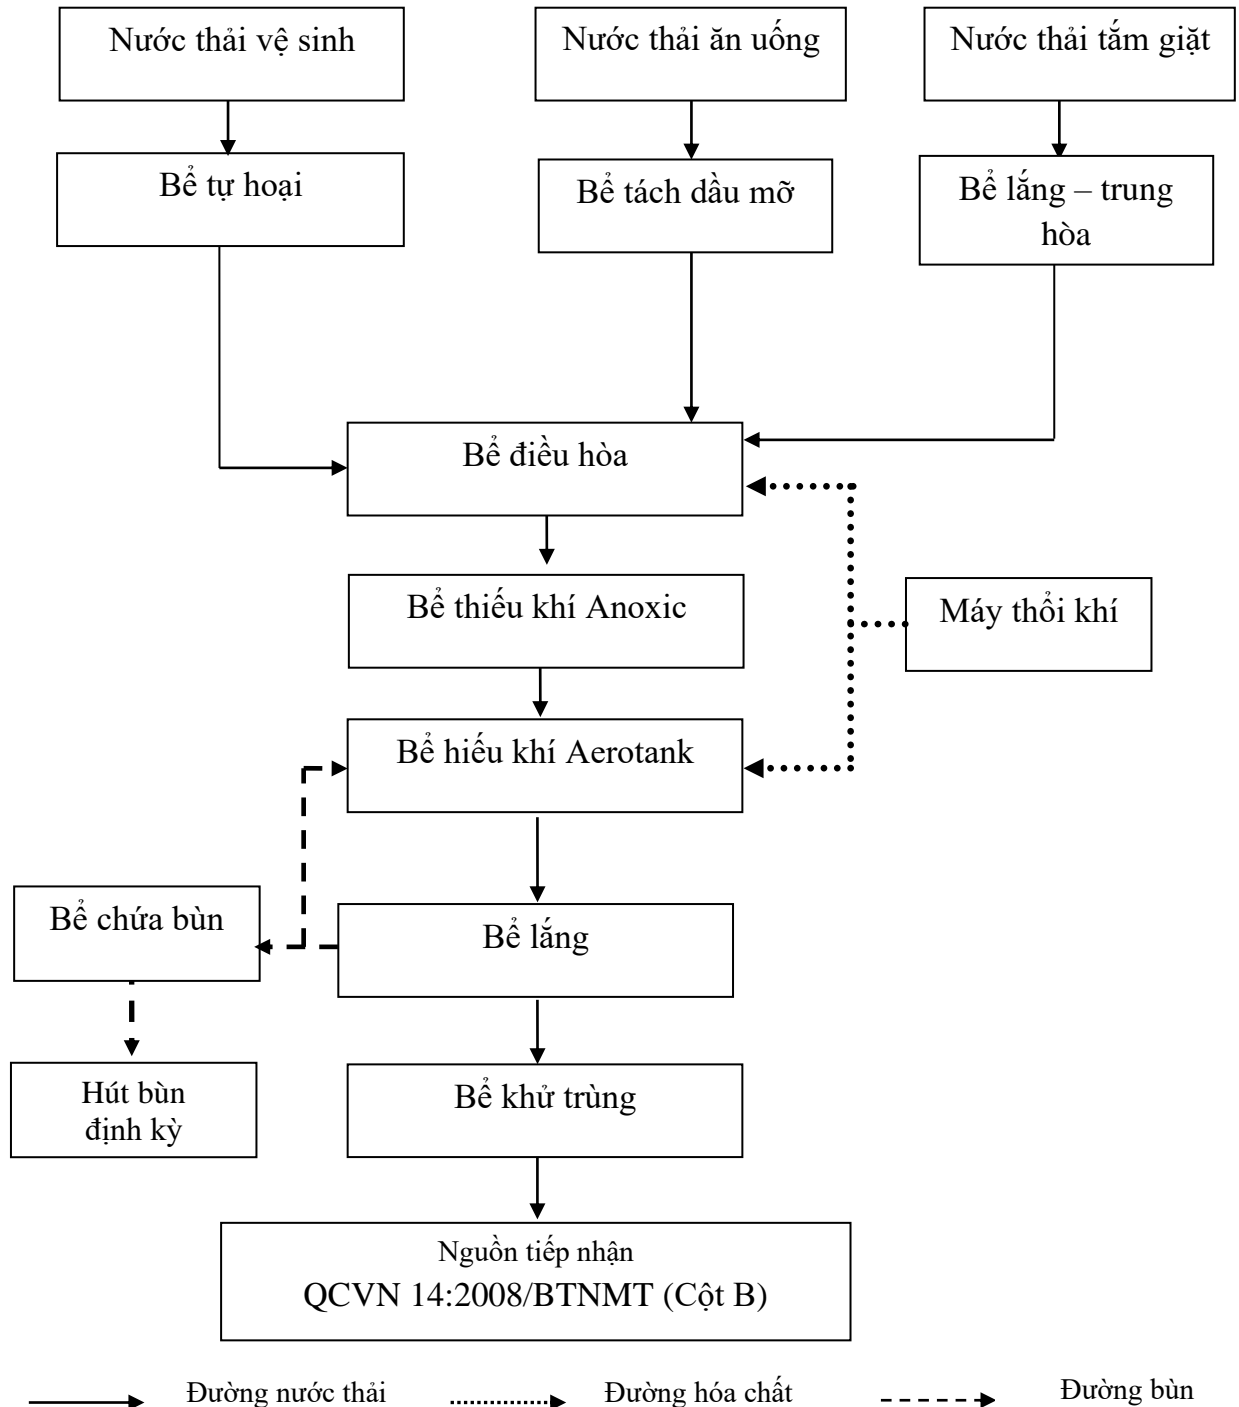 Nước thải vệ sinh
Nước thải ăn uống
Nước thải tắm giặt
Bể tự hoại
Bể tách dầu mỡ
Bể lắng – trung
hòa
Bể điều hòa
Bể thiếu khí Anoxic
Máy thổi khí
Bể hiếu khí Aerotank
Bể chứa bùn
Bể lắng
Hút bùn
định kỳ
Bể khử trùng
Nguồn tiếp nhận
QCVN 14:2008/BTNMT (Cột B)
Đường nước thải
Đường hóa chất
Đường bùn